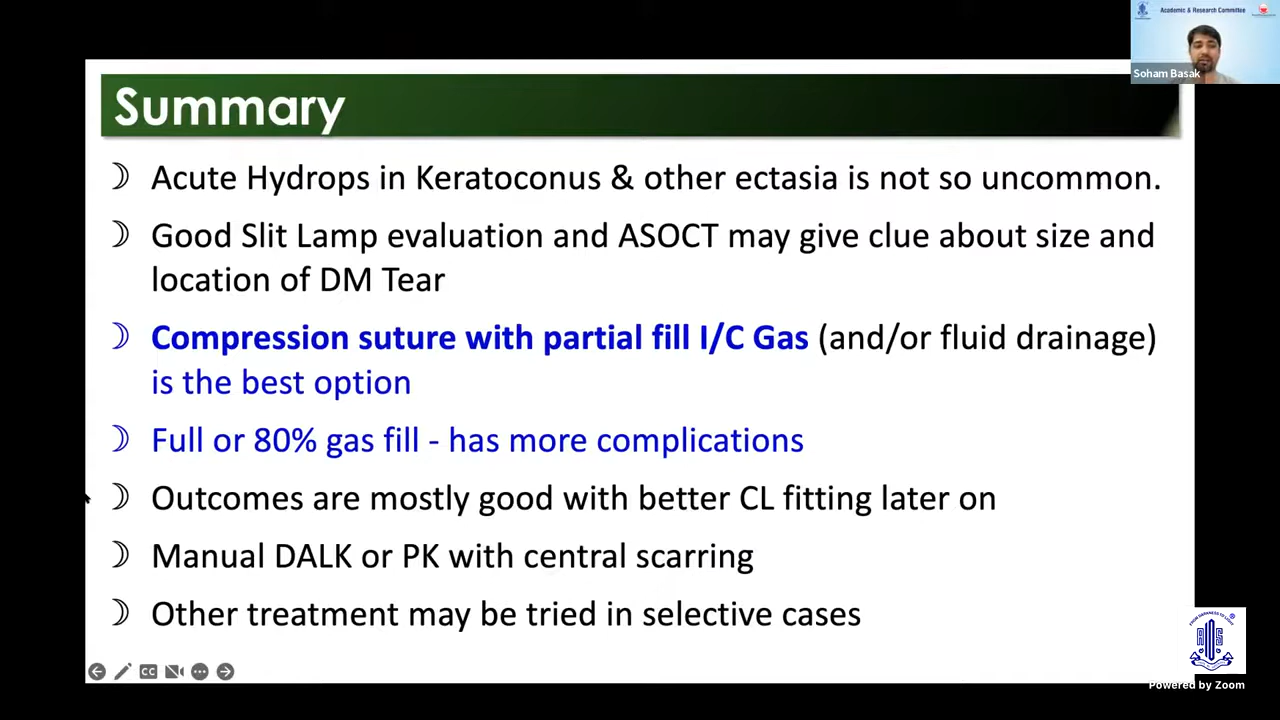 Academic & Research Committee
Soham Basak
Summary
Acute Hydrops in Keratoconus & other ectasia is not so uncommon.
Good Slit Lamp evaluation and ASOCT may give clue about size and
location of DM Tear
Compression suture with partial fill I/C Gas (and/or fluid drainage)
is the best option
Full or 80% gas fill - has more complications
Outcomes are mostly good with better CL fitting later on
Manual DALK or PK with central scarring
Other treatment may be tried in selective cases
CC
Powered by Zoom